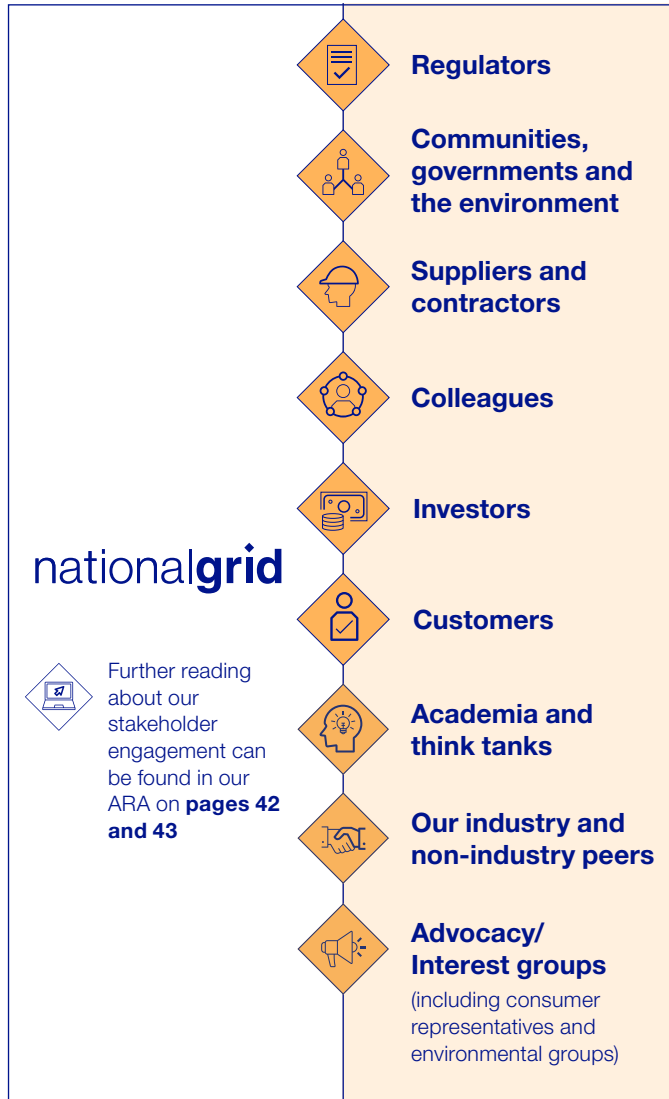 Regulators
Communities,
governments and
the environment
Suppliers and
contractors
Colleagues
Investors
nationalgrid
Customers
Further reading
about our
stakeholder
engagement can
be found in our
ARA on pages 42
and 43
Academia and
think tanks
Our industry and
non-industry peers
Advocacy/
Interest groups
(including consumer
representatives and
environmental groups)